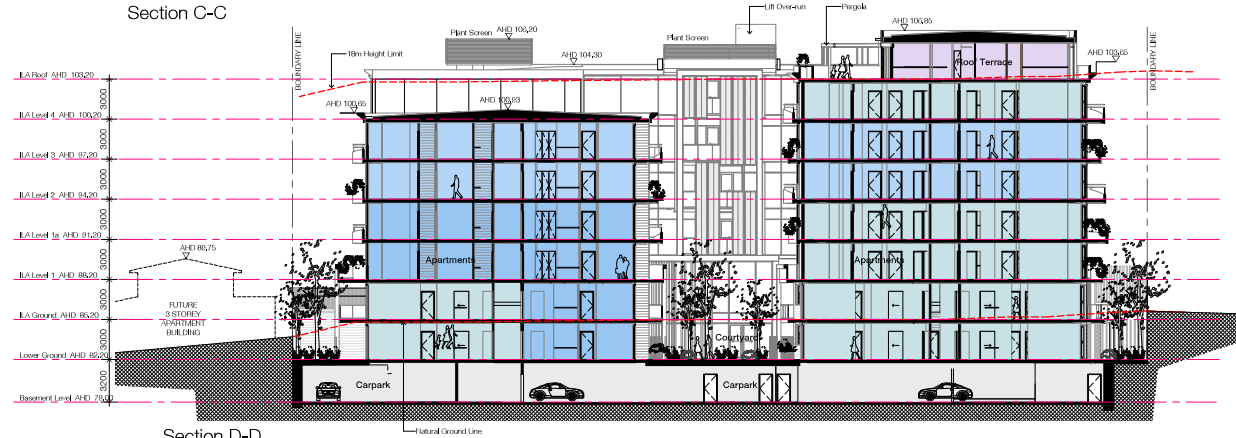 Section C-C
Lift Over-run
Pergola
AHD 106.20
Plant Screen
Plant Screen
AHD 106.85
18m Height Limit
AHD 104.30
AHD 103.65
BOUNDARY LINE
BOUNDARY LINE
Roof Terrace
ILA Roof AHD 103.20
3000
AHD 100.65
AHD 100.93
ILA Level 4 AHD 100.20
3000
ILA Level 3 AHD 97.20
3000
ILA Level 2 AHD 94.20
3000
ILA Level 1a AHD 91.20
3000
AHD 89.75
Apartments
Apartments
ILA Level 1 AHD 88.20
3000
FUTURE
3 STOREY
APARTMENT
BUILDING
ILA Ground AHD 85.20
3000
Courtyard
Lower Ground AHD 82.20
3200
Carpark
Carpark
Basement Level AHD 79.00
Natural Ground Line
Section D-D